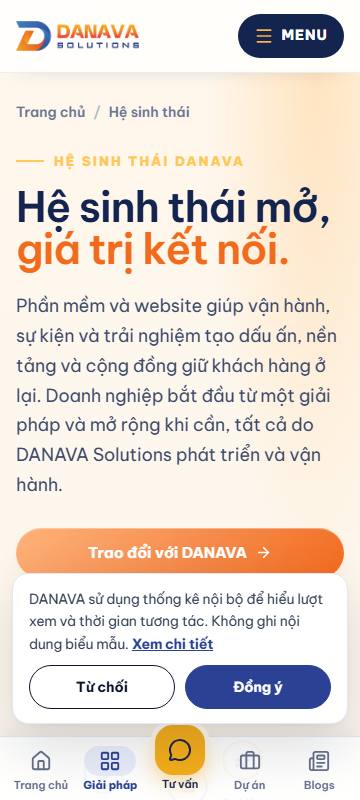 DANAVA
SOLUTIONS
MENU
Trang chủ / Hệ sinh thái
HỆ SINH THÁI DANAVA
Hệ sinh thái mở,
giá trị kết nối.
Phần mềm và website giúp vận hành,
sự kiện và trải nghiệm tạo dấu ấn, nền
tảng và cộng đồng giữ khách hàng ở
lại. Doanh nghiệp bắt đầu từ một giải
pháp và mở rộng khi cần, tất cả do
DANAVA Solutions phát triển và vận
hành.
Trao đổi với DANAVA →
DANAVA sử dụng thống kê nội bộ để hiểu lượt
xem và thời gian tương tác. Không ghi nội
dung biểu mẫu. Xem chi tiết
Từ chối
Đồng ý
Trang chủ
Giải pháp
Tư vấn
Dự án
Blogs